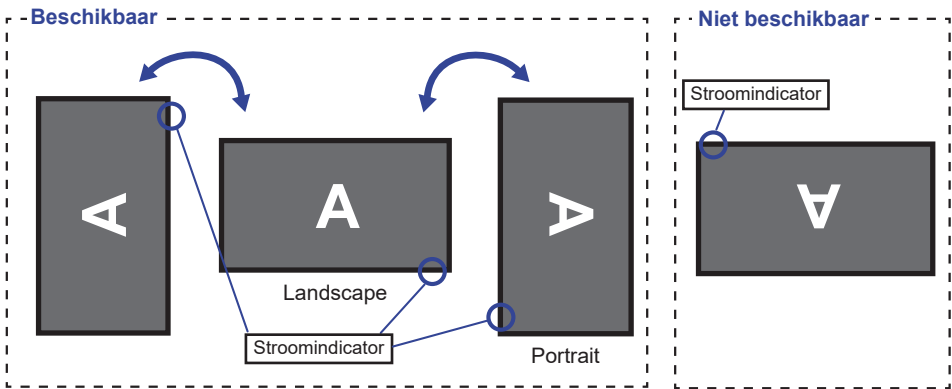 Beschikbaar
Niet beschikbaar
Stroomindicator
A
A
A
A
Landscape
Stroomindicator
Portrait